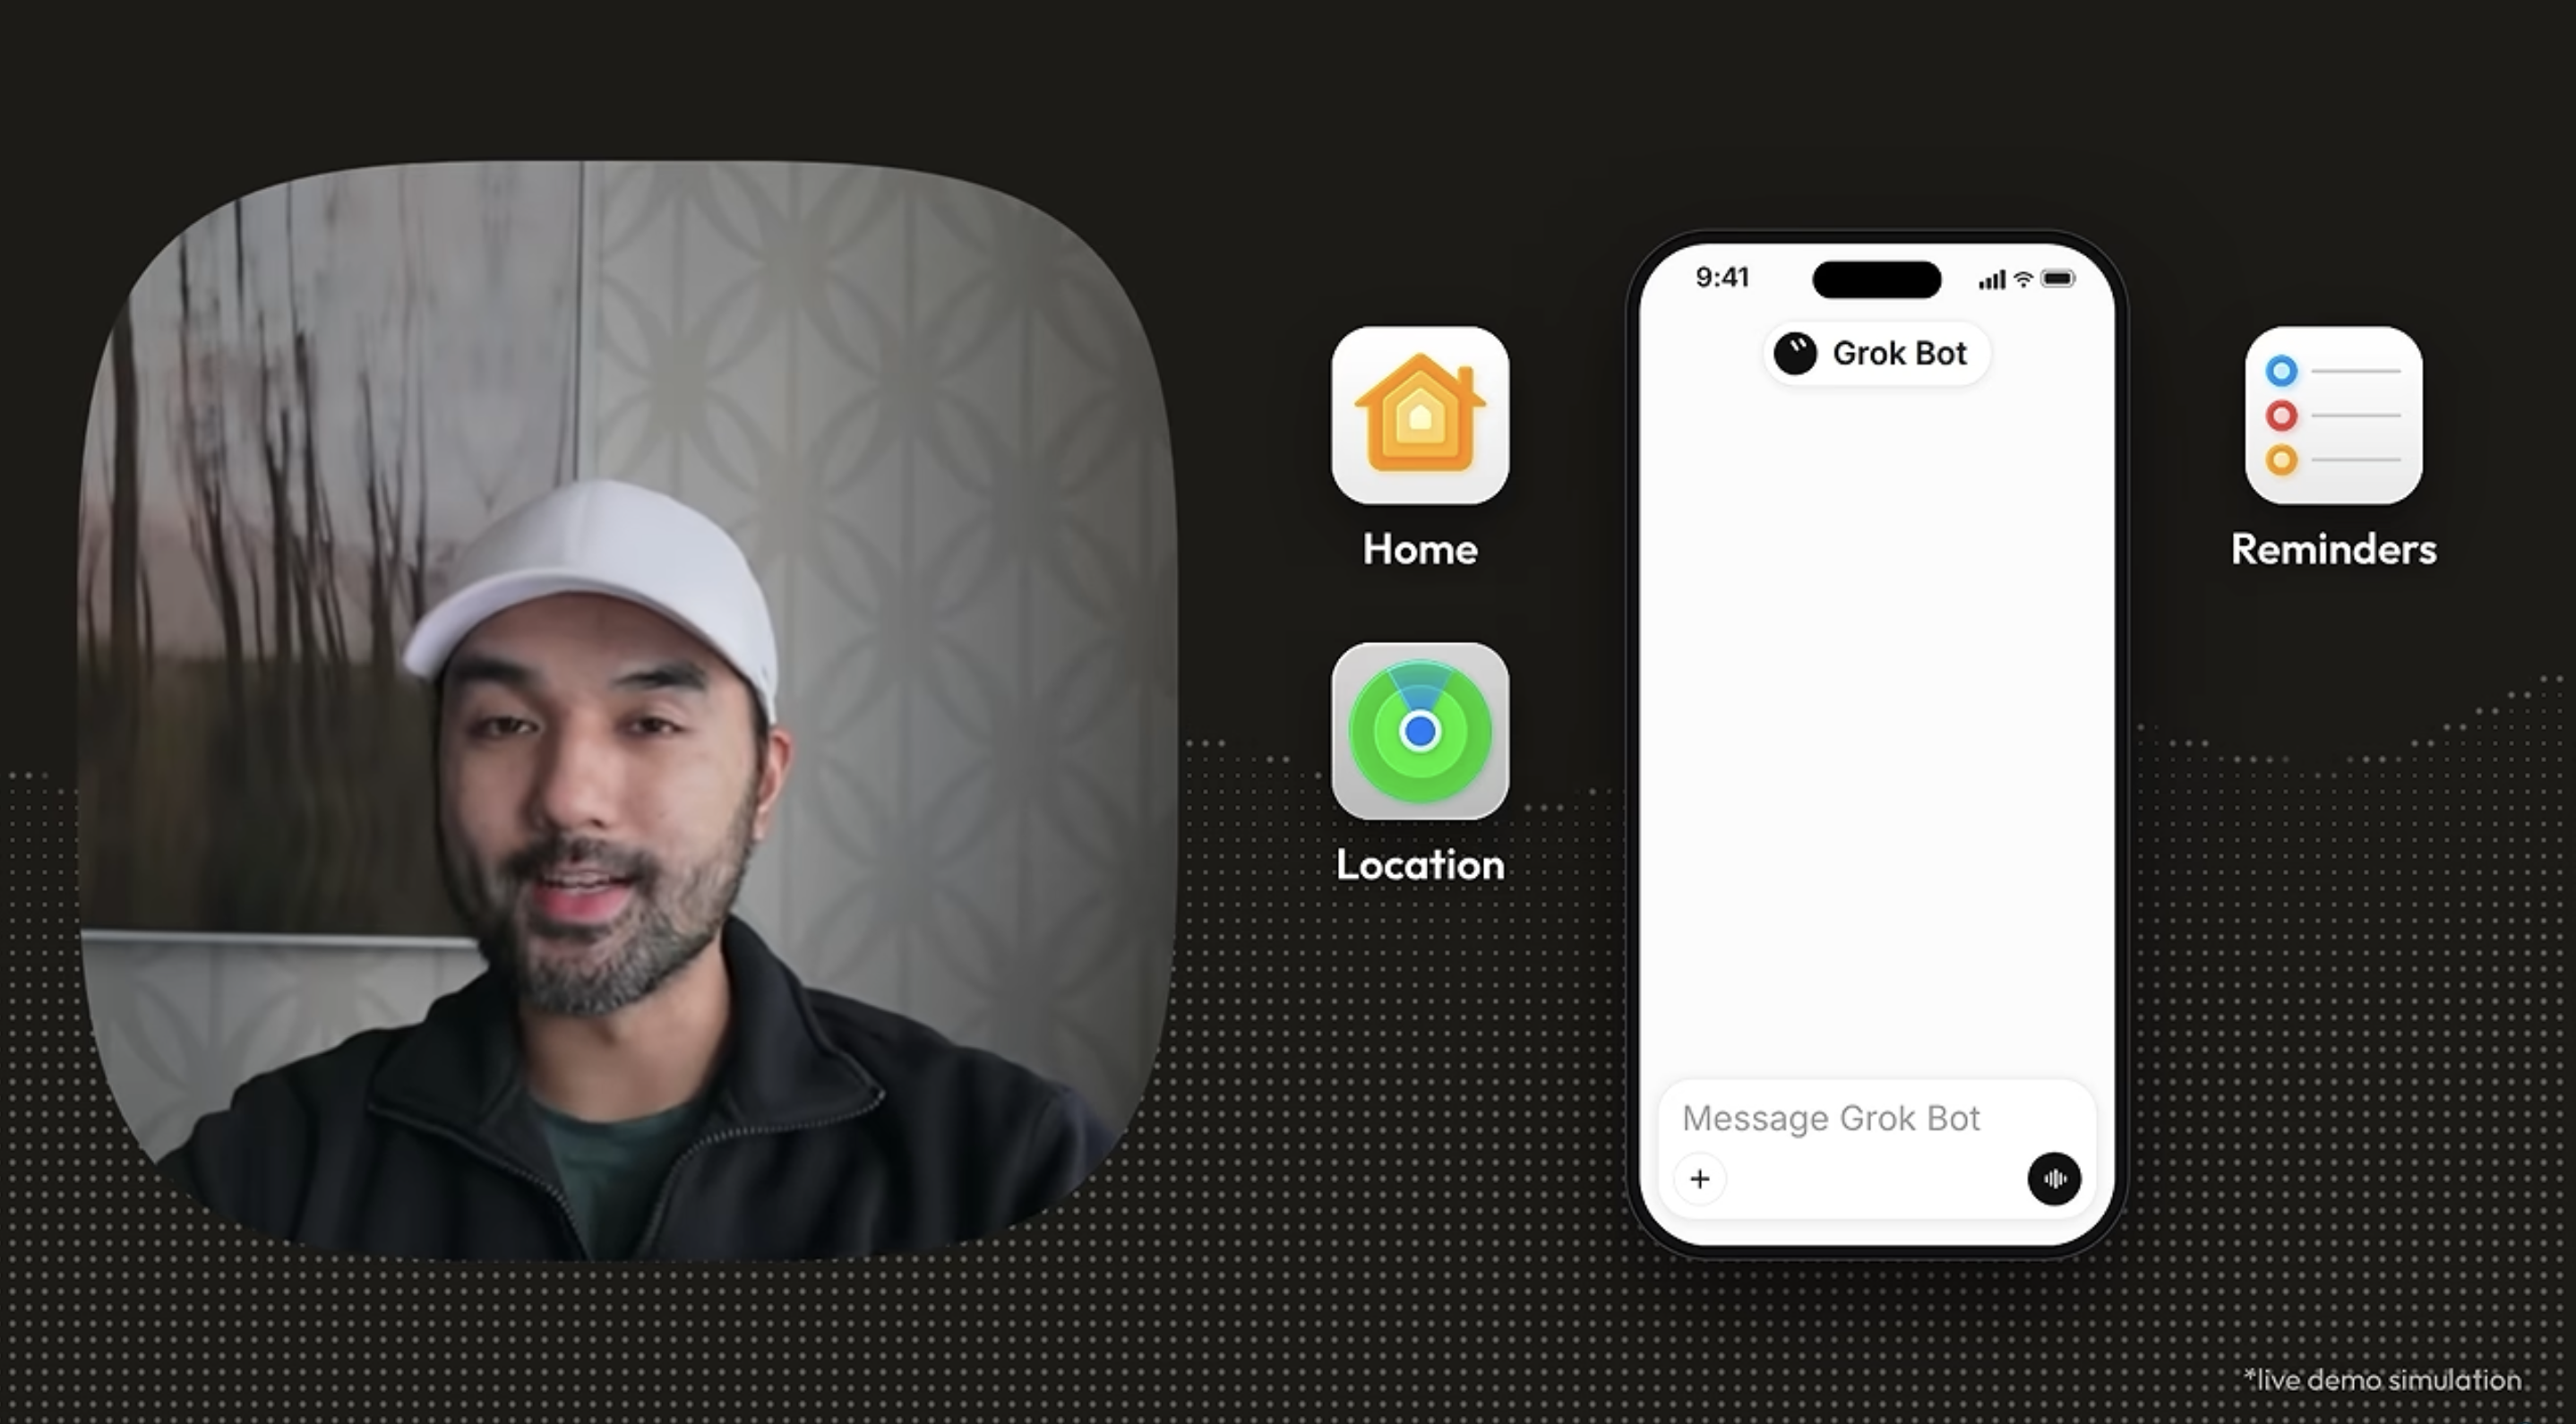 9:41
Grok Bot
Home
Reminders
Location
Message Grok Bot
*live demo simulation